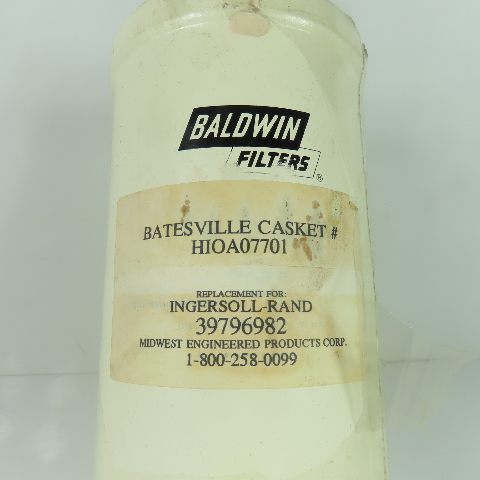 BALDWIN
FILTERS®
BATESVILLE CASKET #
HIOA07701
REPLACEMENT FOR:
INGERSOLL-RAND
39796982
MIDWEST ENGINEERED PRODUCTS CORP.
1-800-258-0099